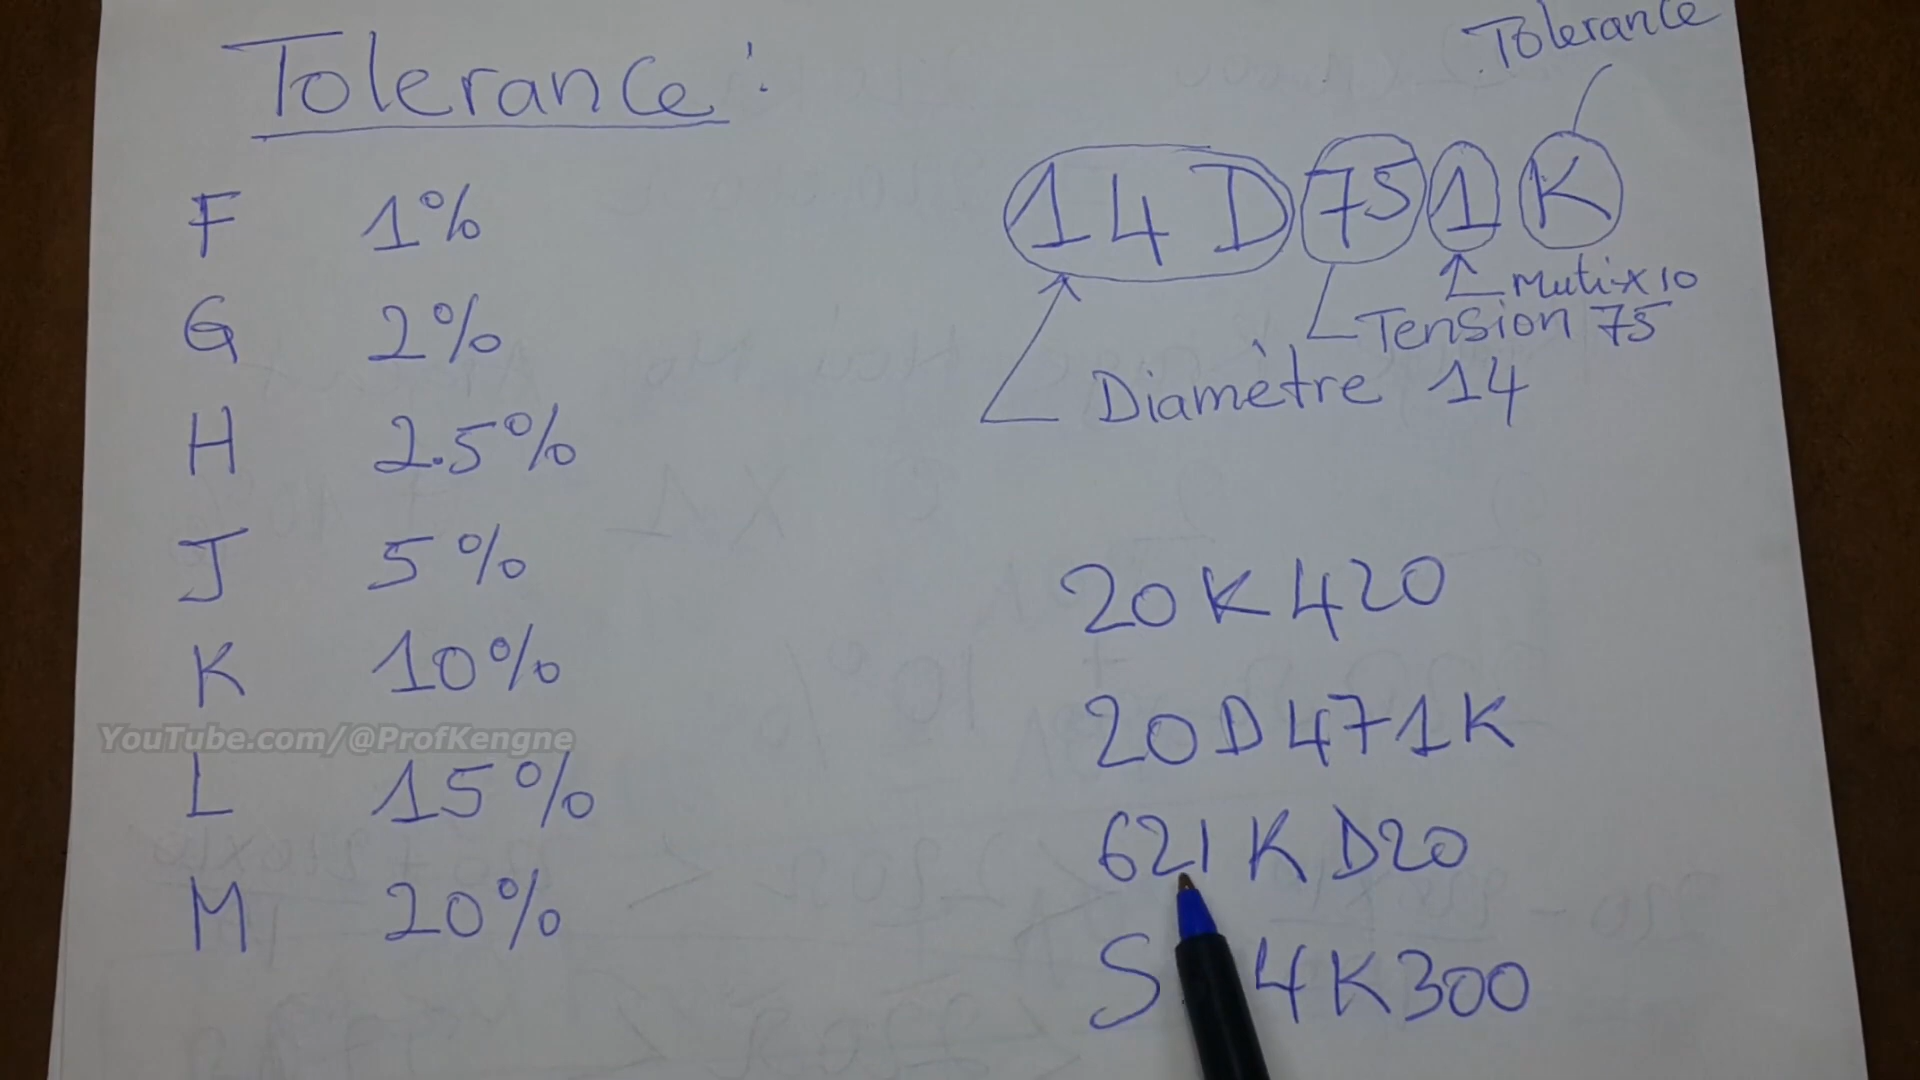 Tolerance :
F 1%
G 2%
H 2.5%
J 5%
K 10%
L 15%
M 20%
Tolerance
14D751K
Muti x10
Tension 75
Diamètre 14
20K420
20D471K
621KD20
S 4K300
YouTube.com/@ProfKengne